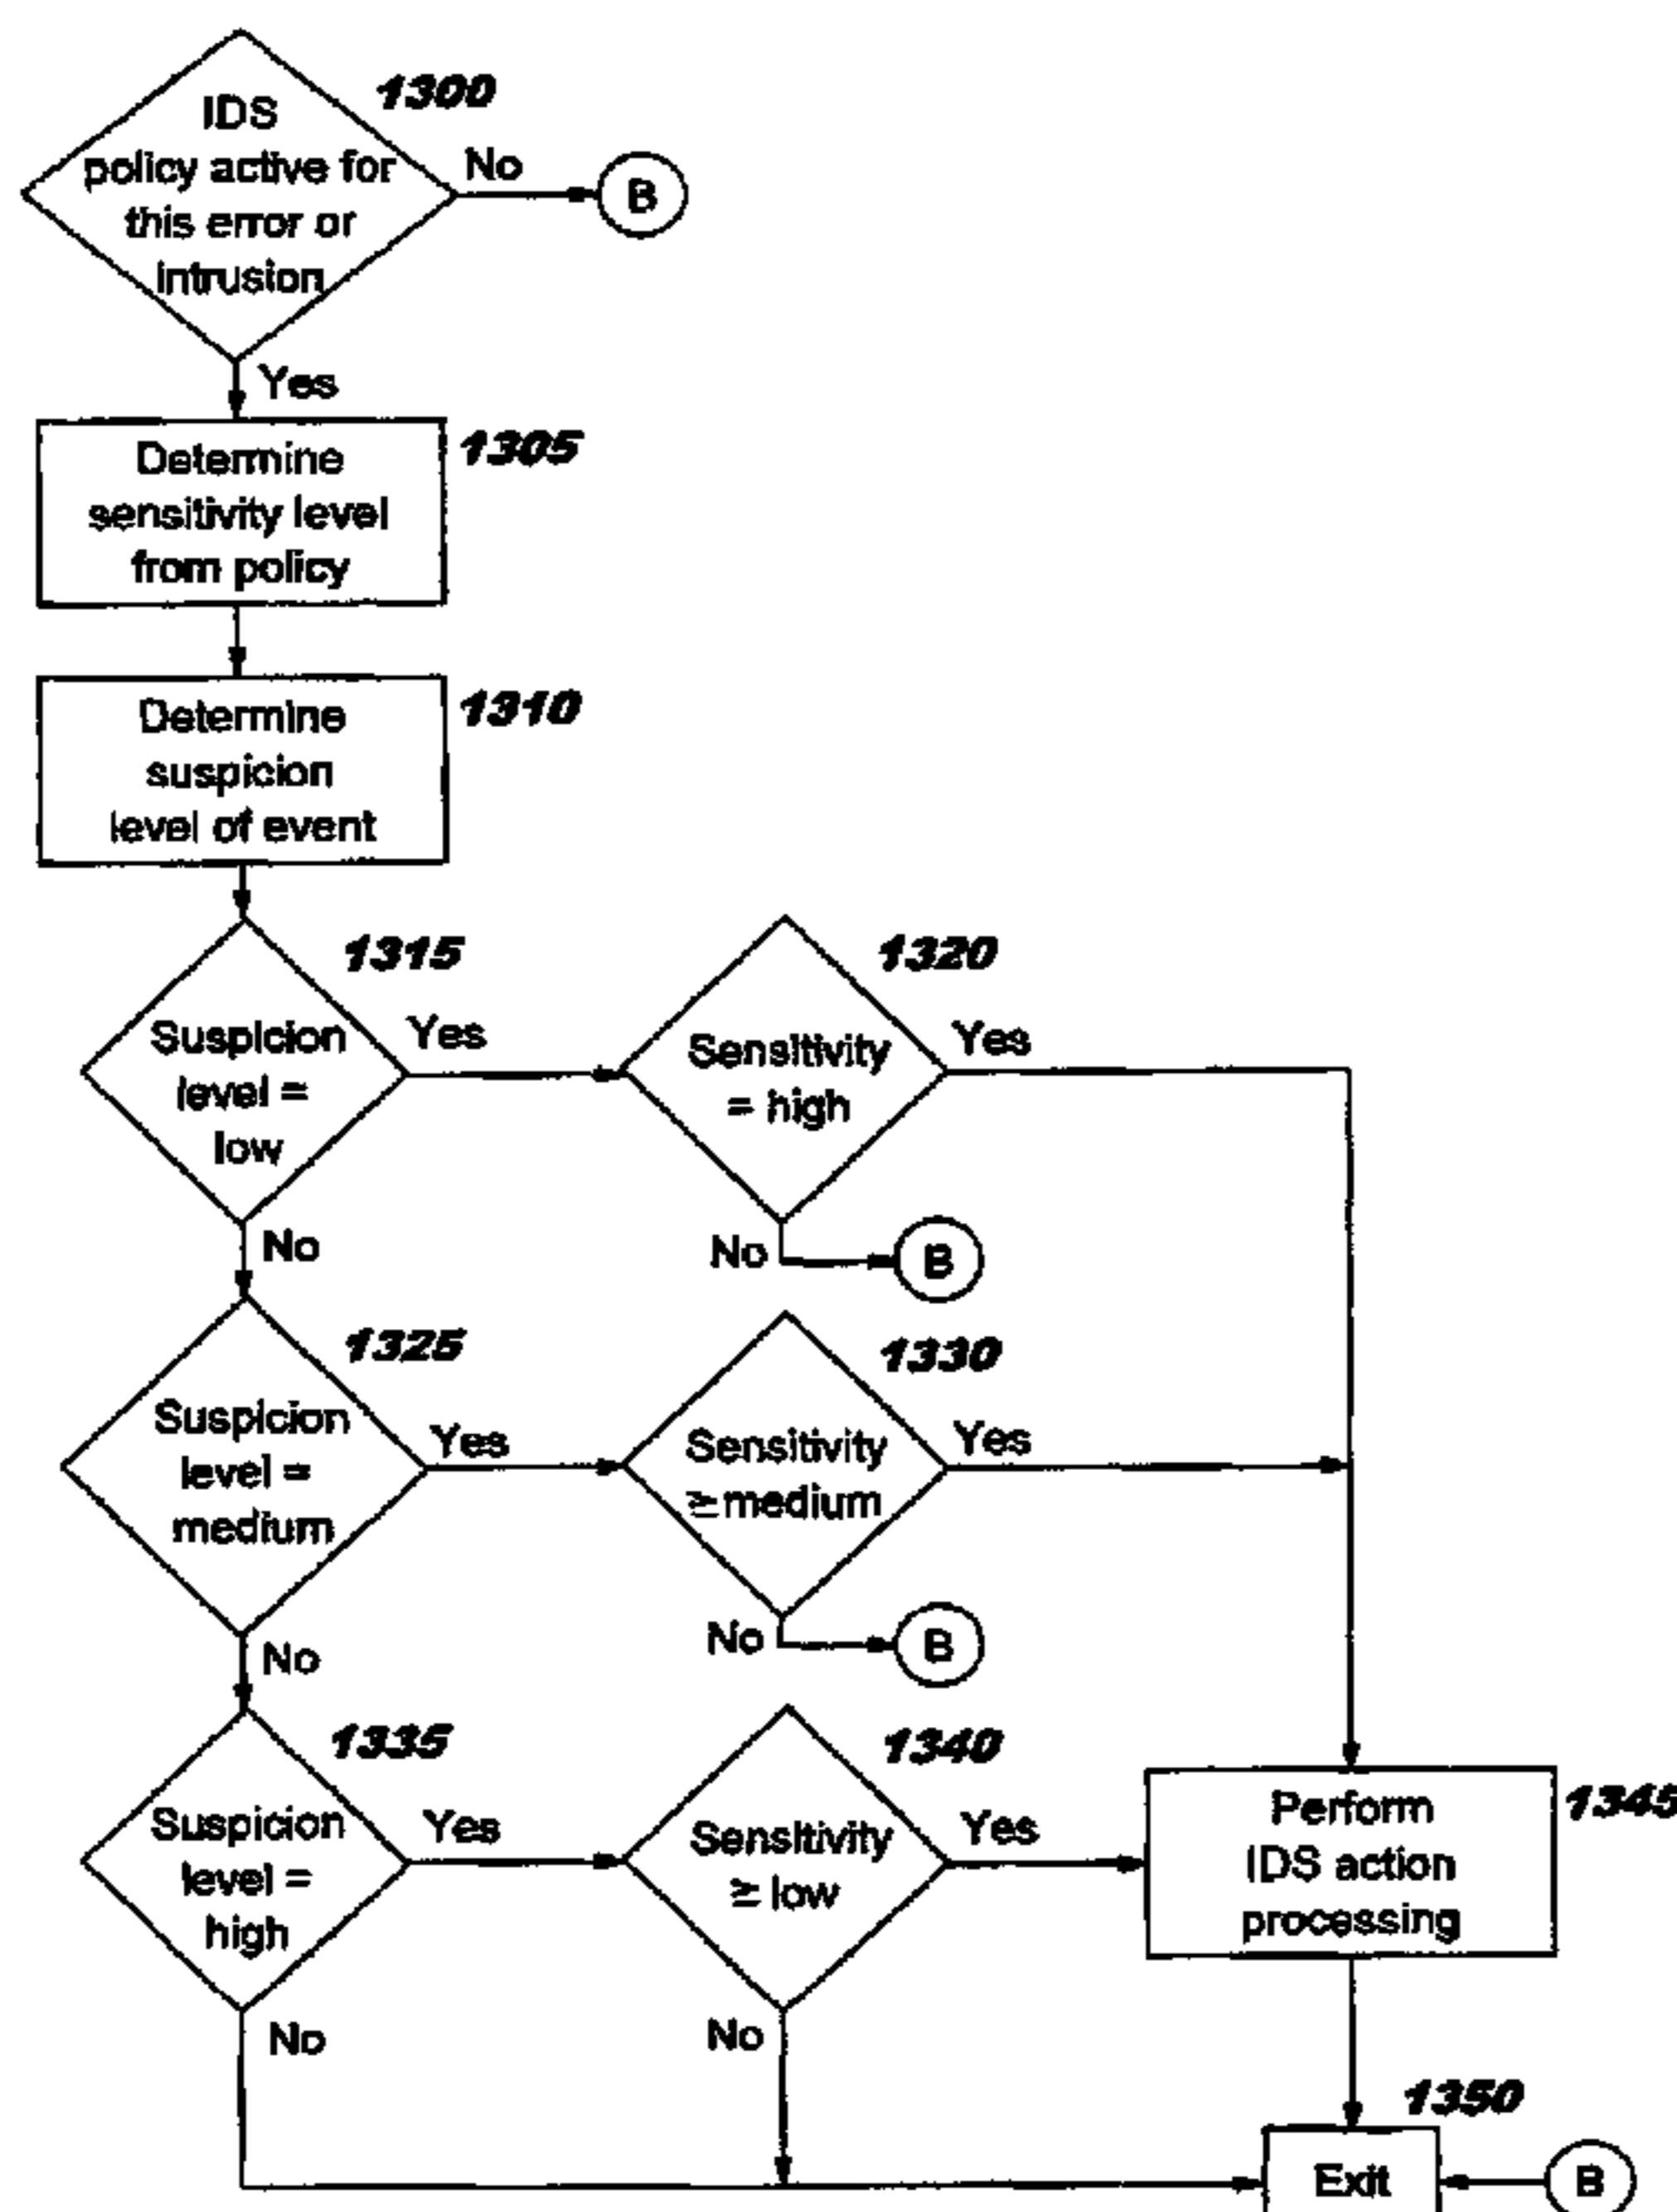 1300
IDS
policy active for
this error or
intrusion
No
B
Yes
1305
Determine
sensitivity level
from policy
1310
Determine
suspicion
level of event
1315
Suspicion
level =
low
Yes
1320
Sensitivity
= high
Yes
No
No
B
1325
Suspicion
level =
medium
Yes
1330
Sensitivity
≥ medium
Yes
No
No
B
1335
Suspicion
level =
high
Yes
1340
Sensitivity
≥ low
Yes
1345
Perform
IDS action
processing
No
No
1350
Exit
B